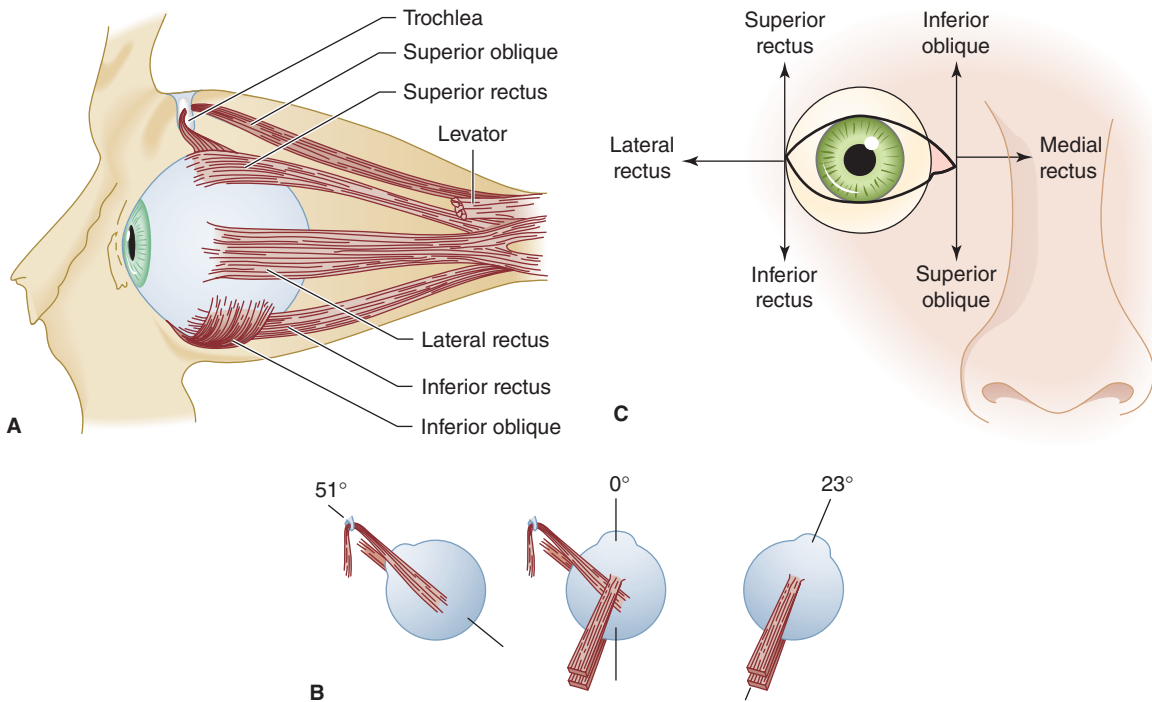 Trochlea
Superior oblique
Superior rectus
Levator
Lateral rectus
Inferior rectus
Inferior oblique
A
Superior
rectus
Inferior
oblique
Lateral
rectus
Medial
rectus
Inferior
rectus
Superior
oblique
C
51°
0°
23°
B